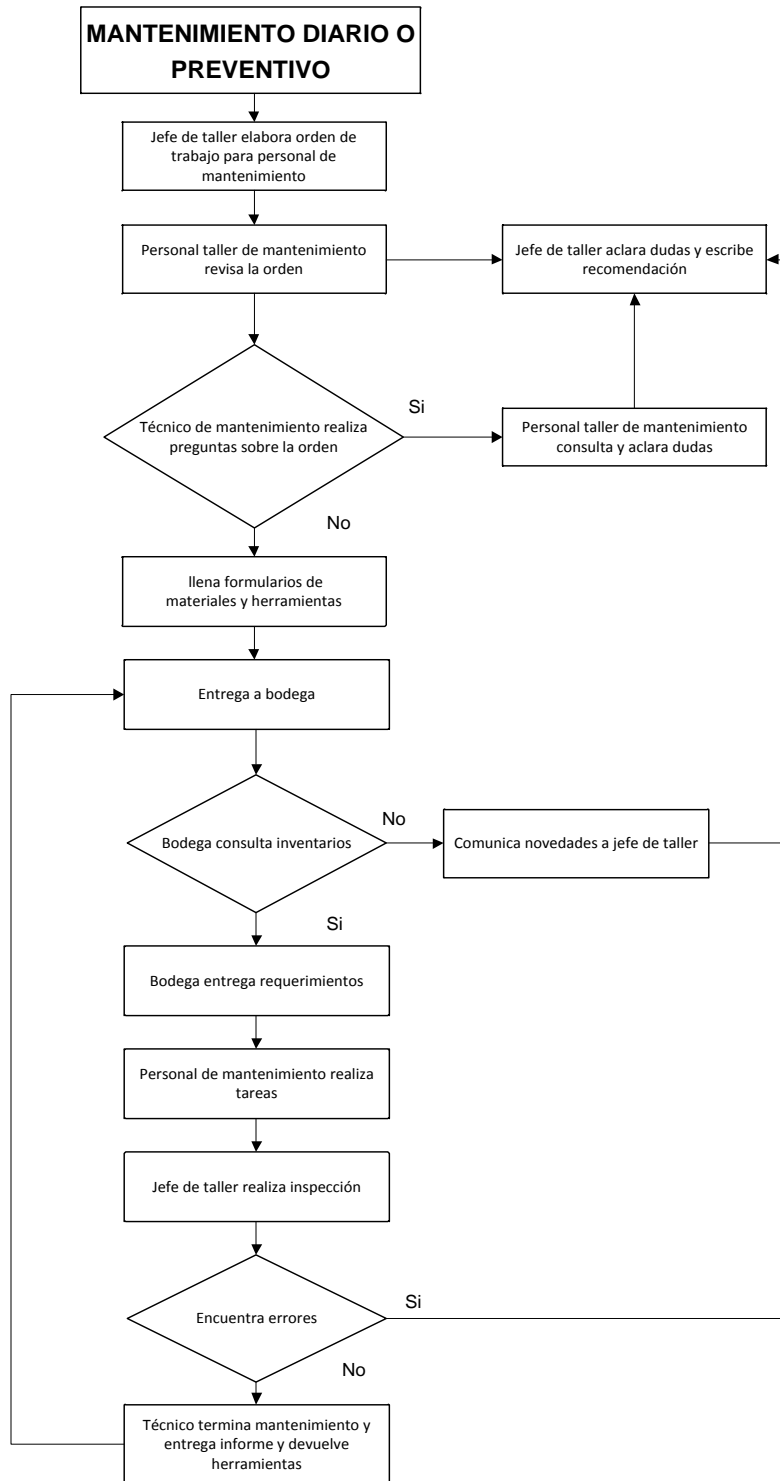 MANTENIMIENTO DIARIO O
PREVENTIVO
Jefe de taller elabora orden de
trabajo para personal de
mantenimiento
Personal taller de mantenimiento
revisa la orden
Jefe de taller aclara dudas y escribe
recomendación
Técnico de mantenimiento realiza
preguntas sobre la orden
Si
Personal taller de mantenimiento
consulta y aclara dudas
No
llena formularios de
materiales y herramientas
Entrega a bodega
Bodega consulta inventarios
No
Comunica novedades a jefe de taller
Si
Bodega entrega requerimientos
Personal de mantenimiento realiza
tareas
Jefe de taller realiza inspección
Encuentra errores
Si
No
Técnico termina mantenimiento y
entrega informe y devuelve
herramientas